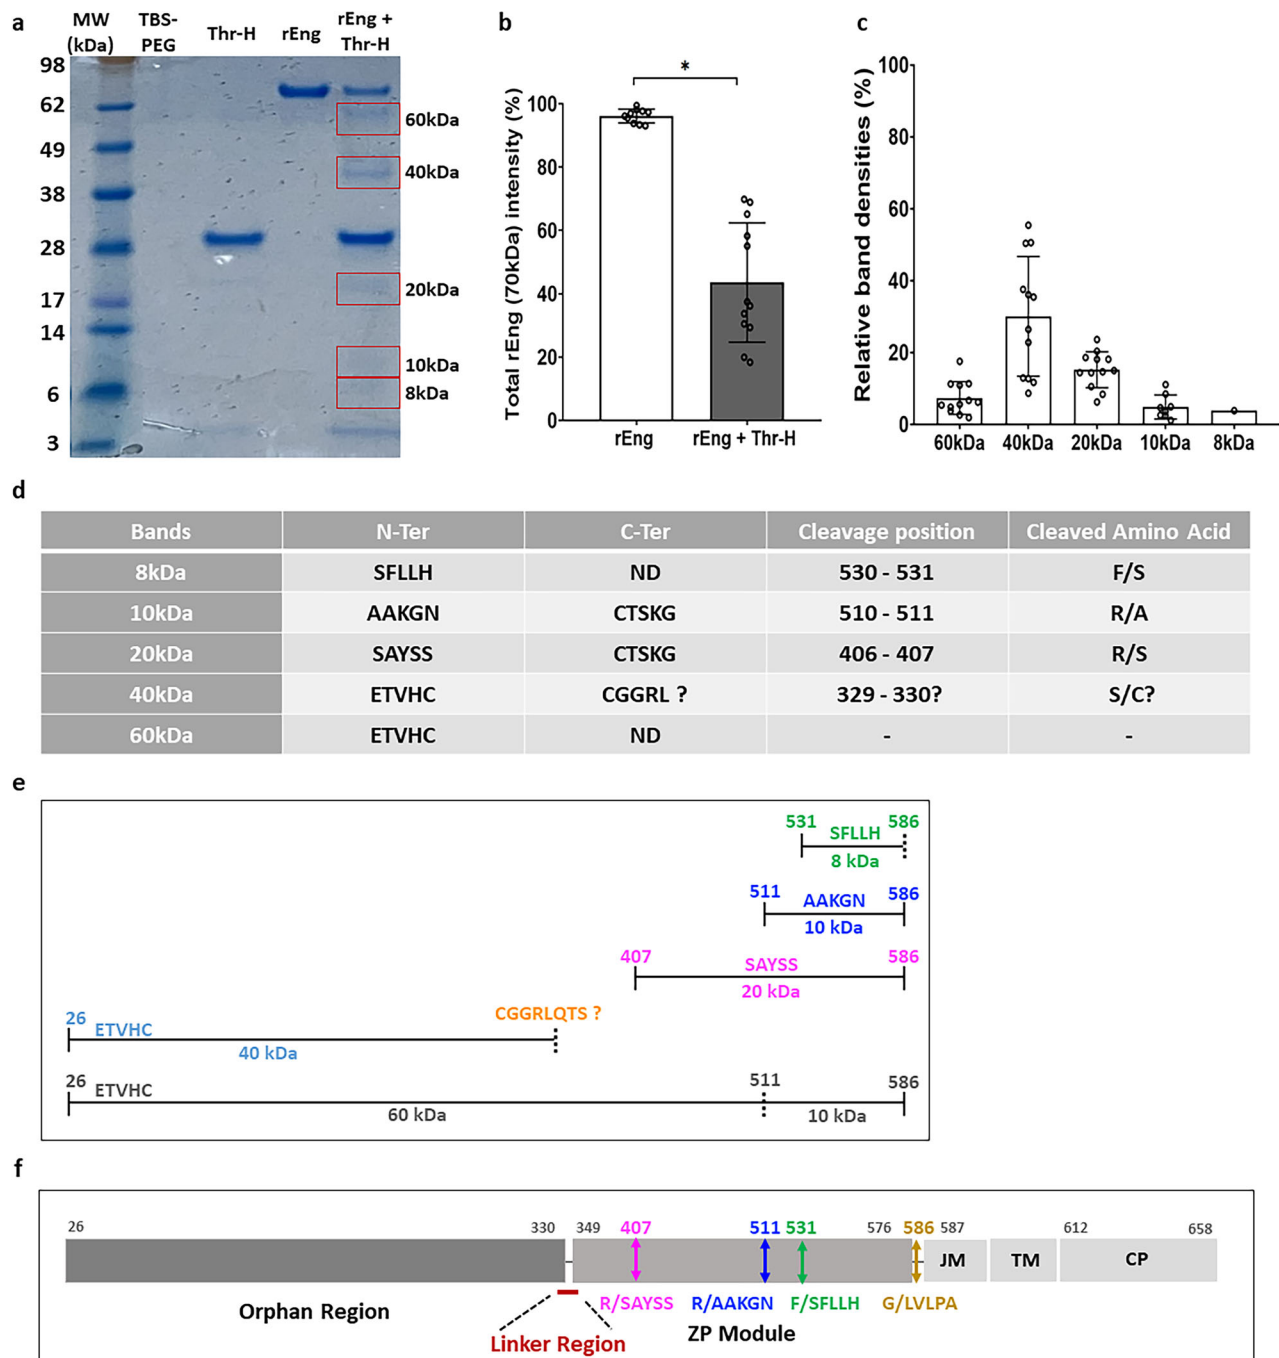 a
MW (kDa)
TBS-PEG
Thr-H
rEng
rEng + Thr-H
98
62
49
38
28
17
14
6
3
60kDa
40kDa
20kDa
10kDa
8kDa
b
Total rEng (70kDa) intensity (%)
100
80
60
40
20
0
*
rEng
rEng + Thr-H
c
Relative band densities (%)
100
80
60
40
20
0
60kDa 40kDa 20kDa 10kDa 8kDa
d
Bands N-Ter C-Ter Cleavage position Cleaved Amino Acid
8kDa SFLLH ND 530 - 531 F/S
10kDa AAKGN CTSKG 510 - 511 R/A
20kDa SAYSS CTSKG 406 - 407 R/S
40kDa ETVHC CGGRL ? 329 - 330? S/C?
60kDa ETVHC ND - -
e
531 SFLLH 586
8 kDa
511 AAKGN 586
10 kDa
407 SAYSS 586
20 kDa
CGGRLQTS ?
26 ETVHC
40 kDa
26 ETVHC 511 586
60 kDa 10 kDa
f
26 330 349 407 511 531 576 586 587 612 658
JM TM CP
R/SAYSS R/AAKGN F/SFLLH G/LVLPA
Orphan Region
Linker Region
ZP Module